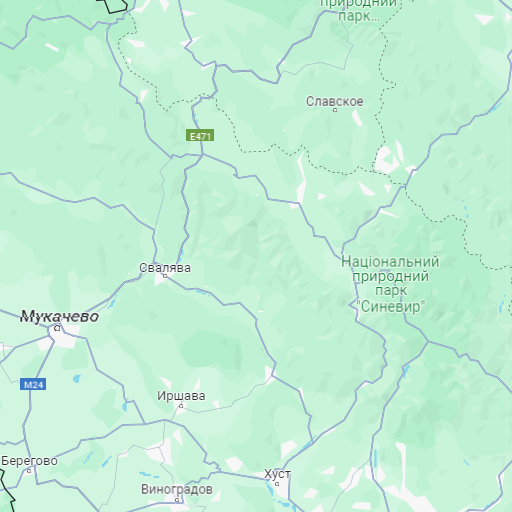 природний
парк...
Славское
E471
Національний
природний
парк
"Синевир"
Свалява
Мукачево
M24
Иршава
Берегово
Хуст
Виноградов